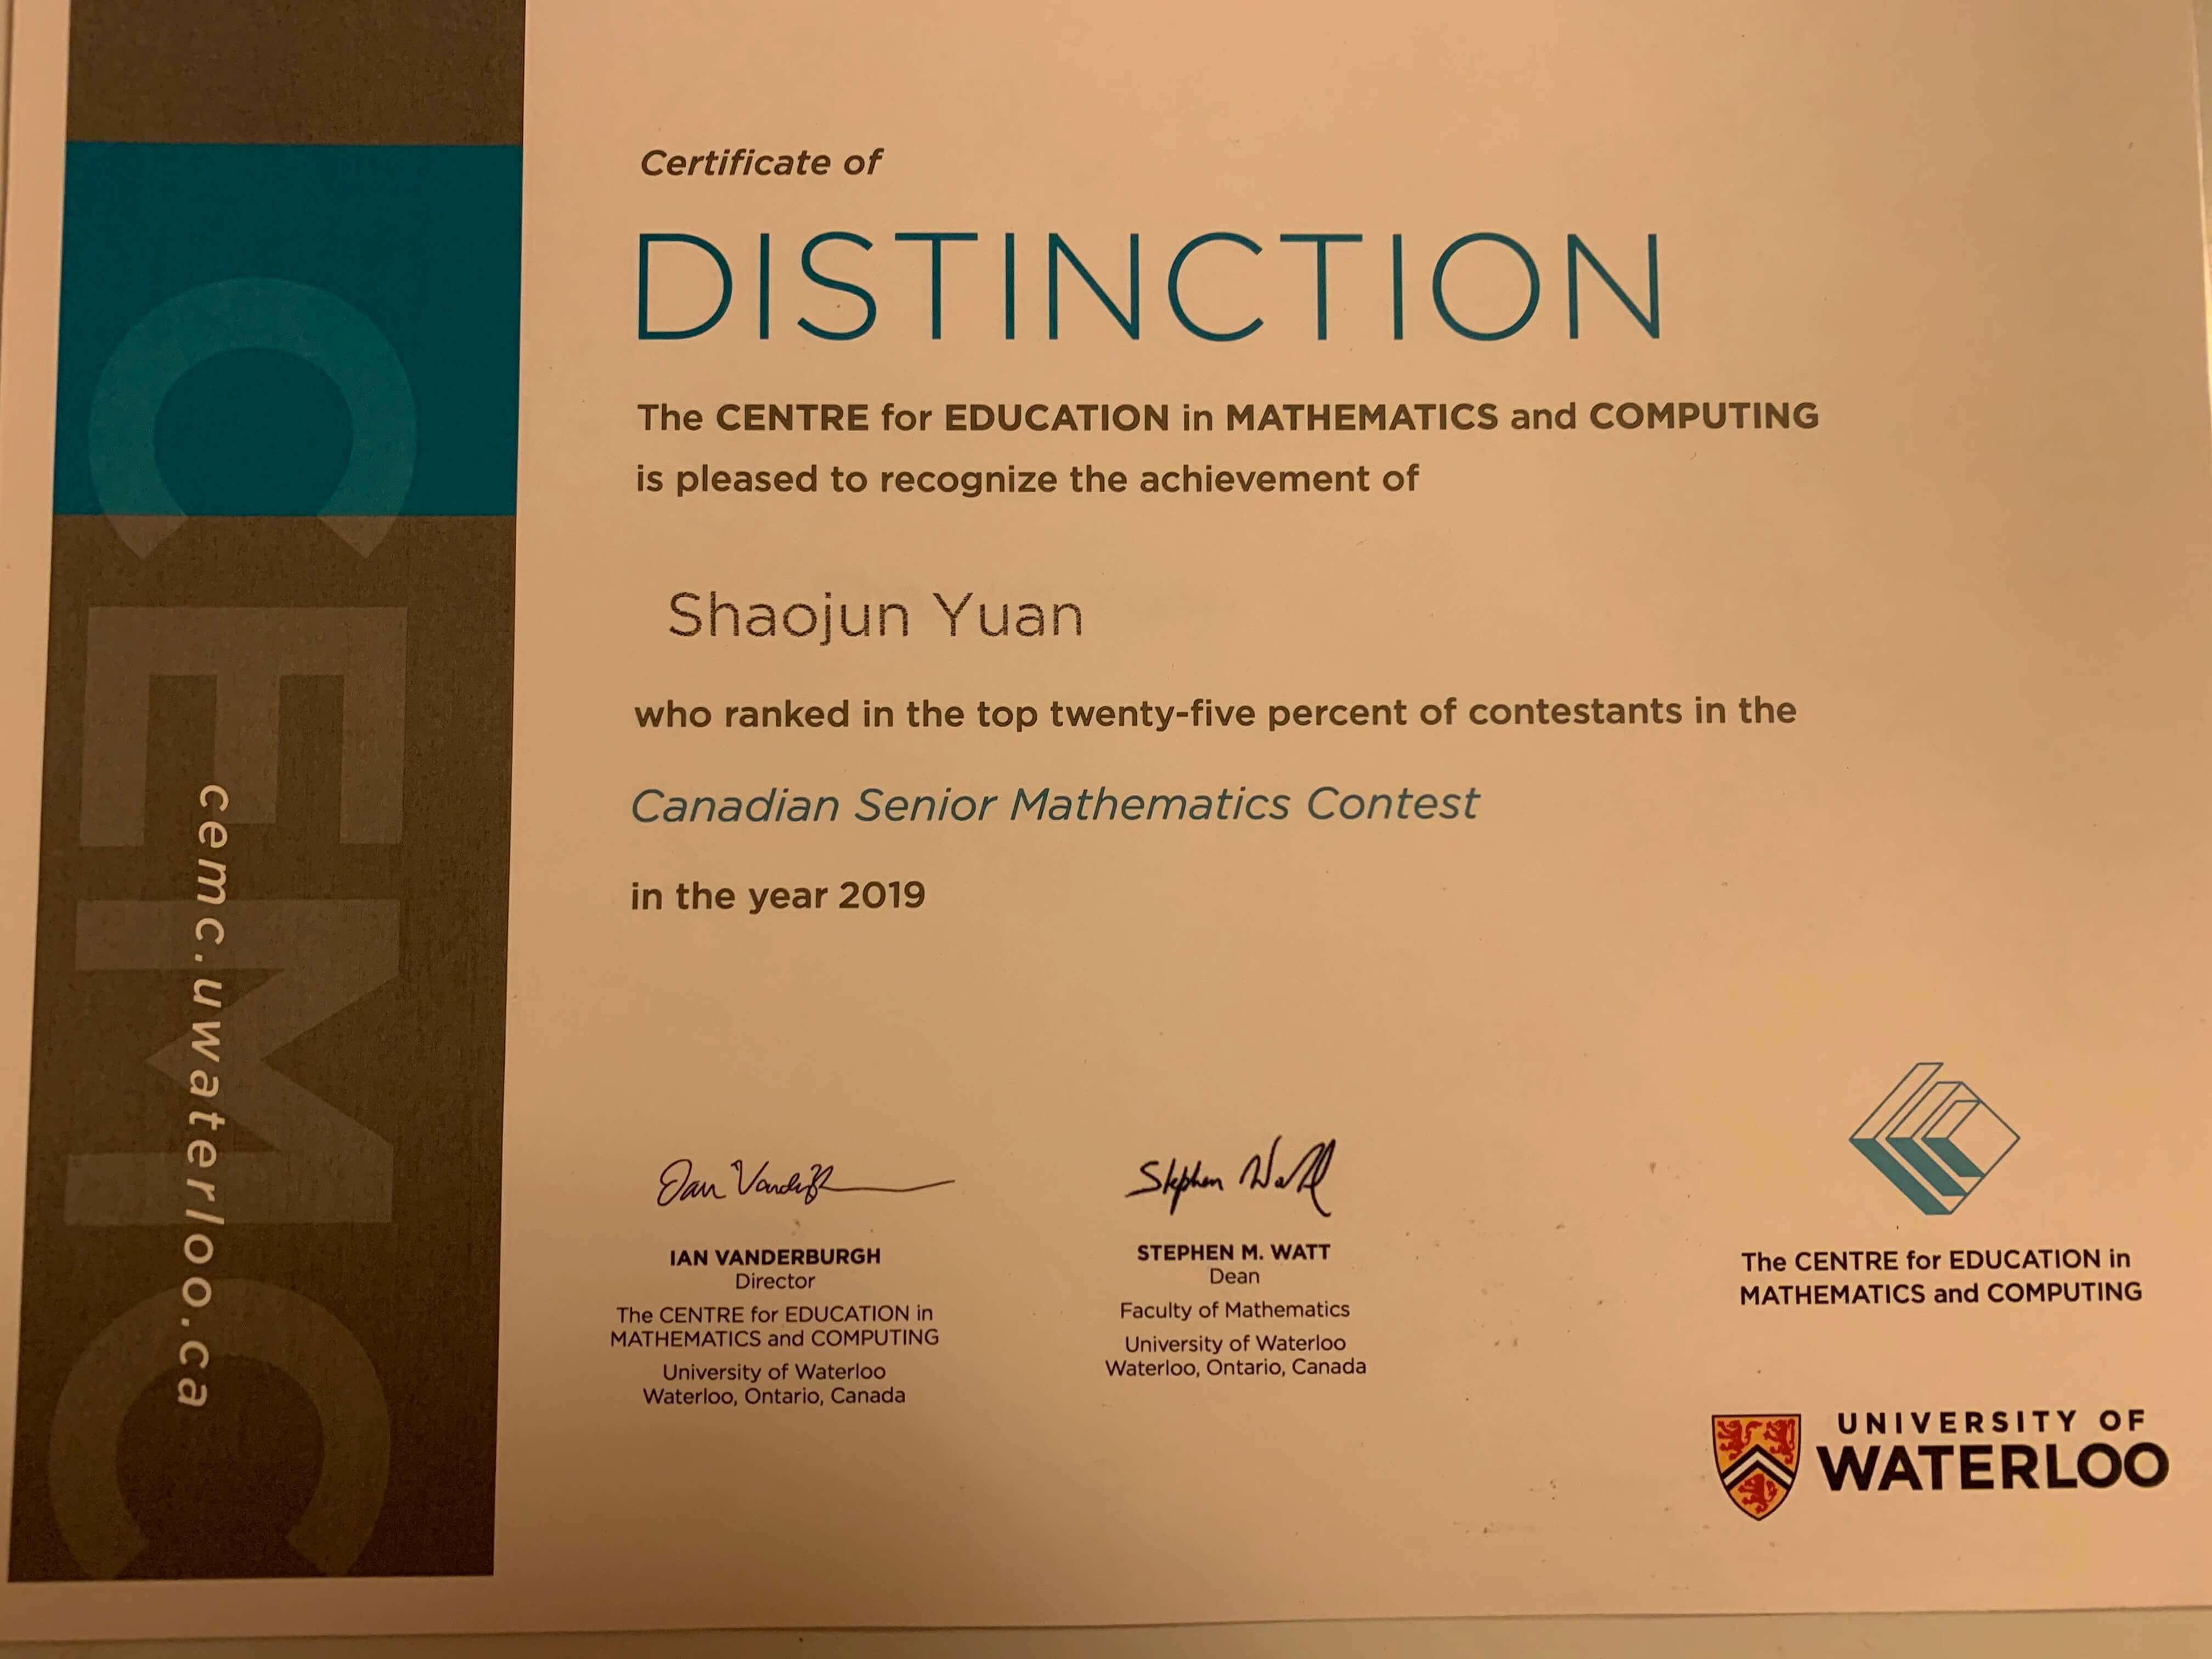 Certificate of
DISTINCTION
The CENTRE for EDUCATION in MATHEMATICS and COMPUTING
is pleased to recognize the achievement of
Shaojun Yuan
who ranked in the top twenty-five percent of contestants in the
Canadian Senior Mathematics Contest
in the year 2019
IAN VANDERBURGH
Director
The CENTRE for EDUCATION in
MATHEMATICS and COMPUTING
University of Waterloo
Waterloo, Ontario, Canada
Stephen Watt
STEPHEN M. WATT
Dean
Faculty of Mathematics
University of Waterloo
Waterloo, Ontario, Canada
The CENTRE for EDUCATION in
MATHEMATICS and COMPUTING
UNIVERSITY OF
WATERLOO
CEMC
cemc.uwaterloo.ca